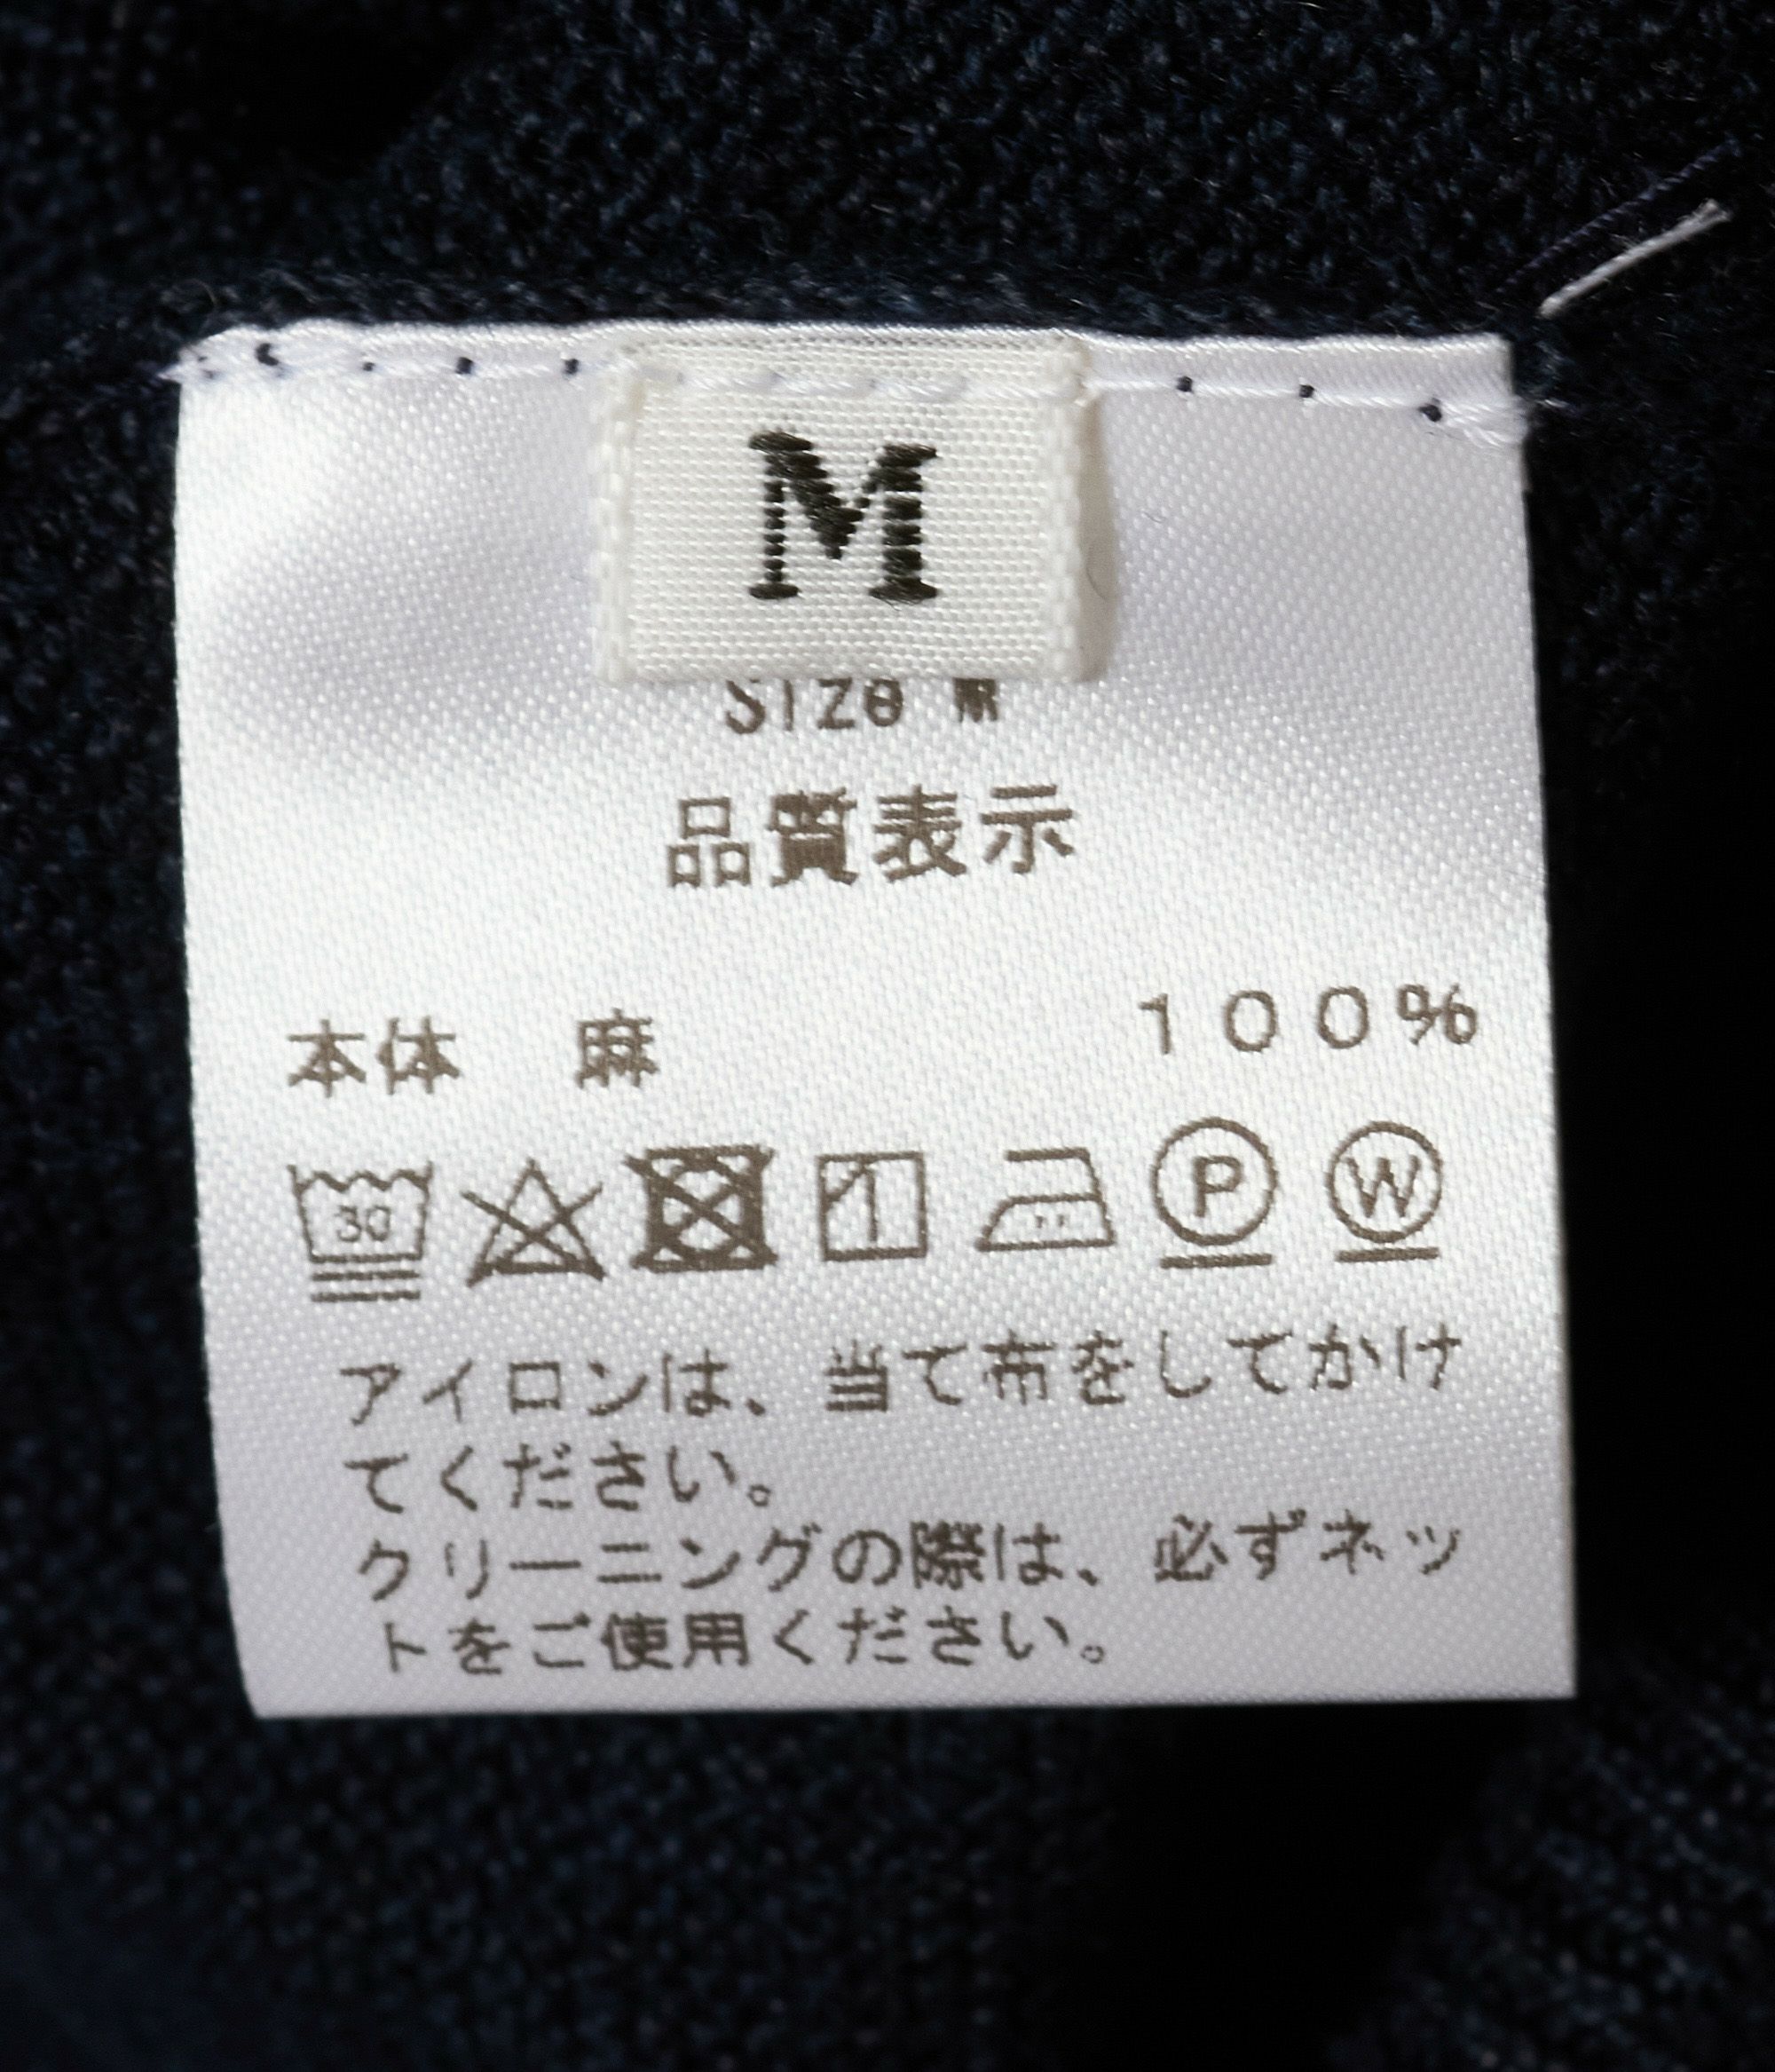 M
Size M
品質表示
本体　麻　１００％
30 P W
アイロンは、当て布をしてかけ
てください。
クリーニングの際は、必ずネッ
トをご使用ください。